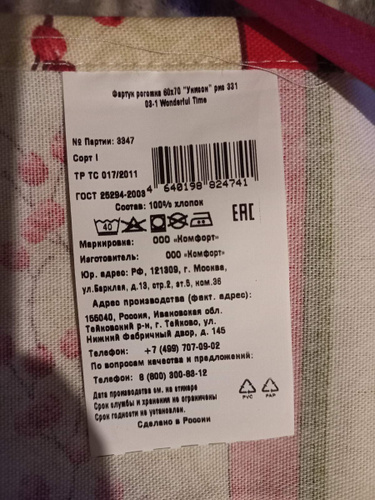 Фартук рогожка 60х70 "Унисон" рис 331
03-1 Wonderful Time
№ Партии: 3347
Сорт I
ТР ТС 017/2011
ГОСТ 25294-2003
4 640198 824741
Состав: 100% хлопок
40
EAC
Маркировка: ООО «Комфорт»
Изготовитель: ООО «Комфорт»
Юр. адрес: РФ, 121309, г. Москва,
ул.Барклая, д.13, стр.2, эт.5, ком.36
Адрес производства (факт. адрес):
155040, Россия, Ивановская обл.
Тейковский р-н, г. Тейково, ул.
Нижний Фабричный двор, д. 145
Телефон: +7 (499) 707-09-02
По вопросам качества и предложений:
Телефон: 8 (800) 300-83-12
Дата производства см. на стикере
Срок службы и хранения не ограничены
Срок годности не установлен.
PVC PAP
Сделано в России